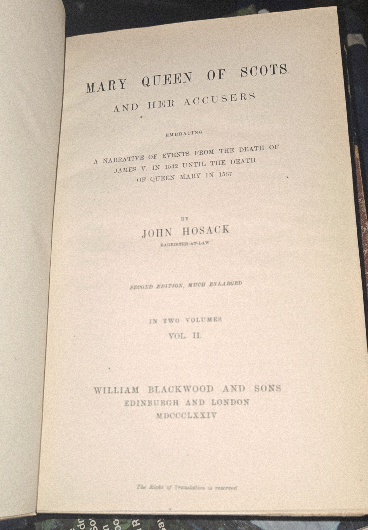 MARY QUEEN OF SCOTS
AND HER ACCUSERS
EMBRACING
A NARRATIVE OF EVENTS FROM THE DEATH OF
JAMES V. IN 1542 UNTIL THE DEATH
OF QUEEN MARY IN 1587
BY
JOHN HOSACK
BARRISTER-AT-LAW
SECOND EDITION, MUCH ENLARGED
IN TWO VOLUMES
VOL. II.
WILLIAM BLACKWOOD AND SONS
EDINBURGH AND LONDON
MDCCCLXXIV
The Right of Translation is reserved